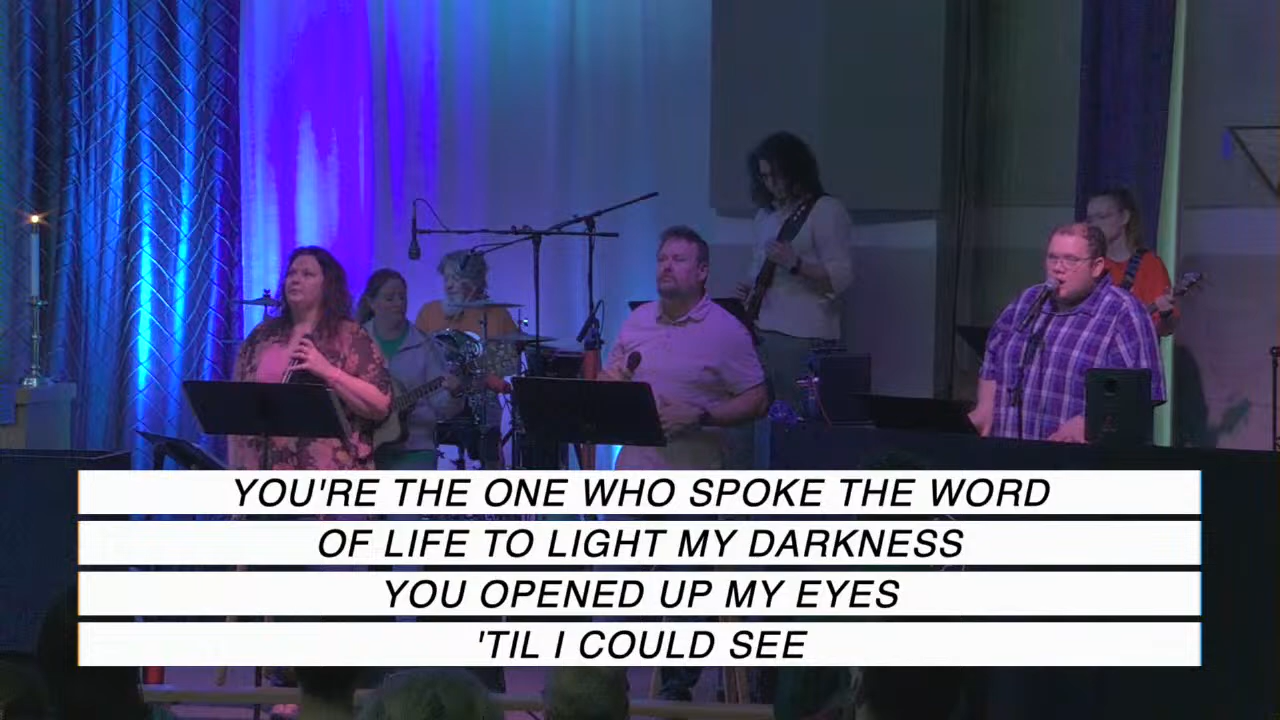 YOU'RE THE ONE WHO SPOKE THE WORD
OF LIFE TO LIGHT MY DARKNESS
YOU OPENED UP MY EYES
'TIL I COULD SEE